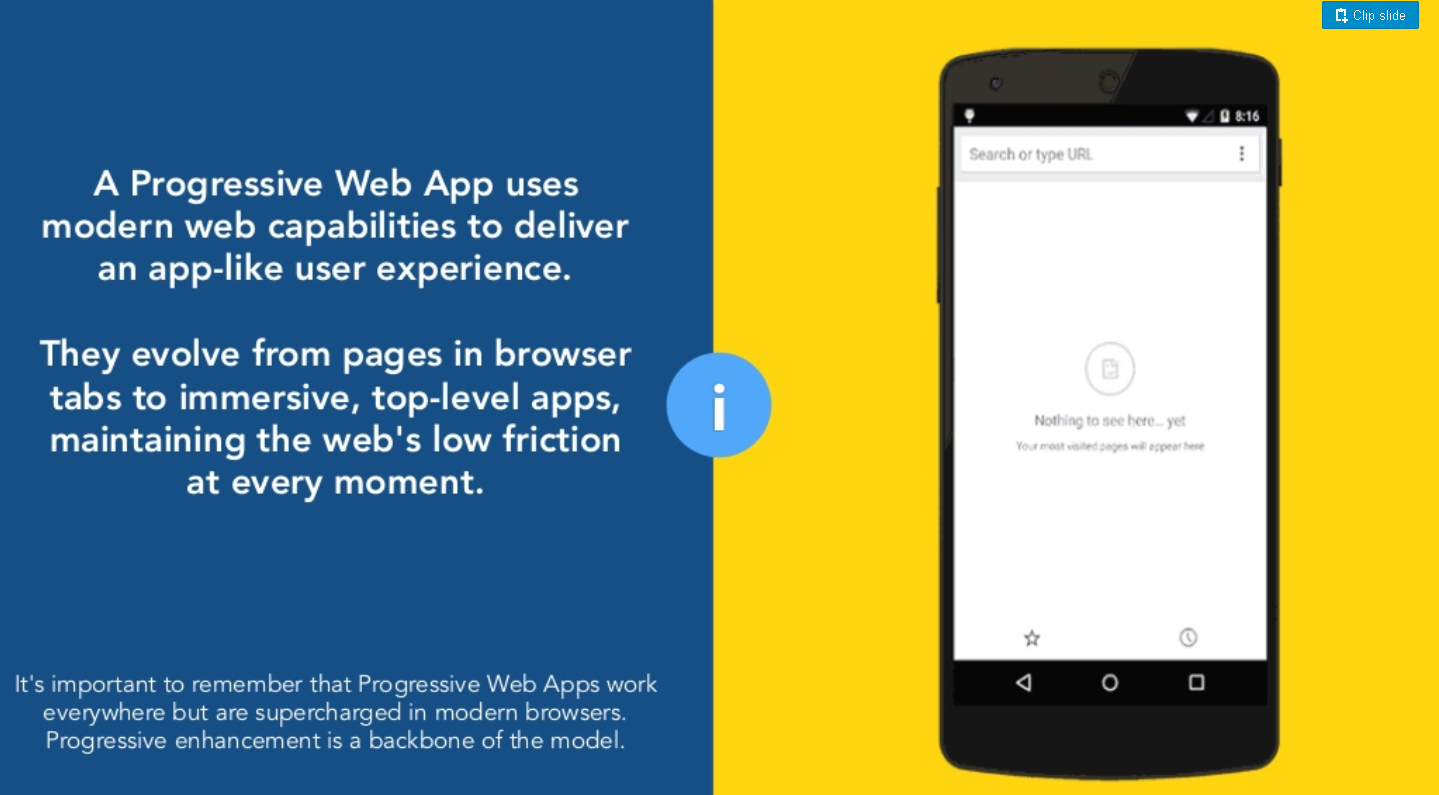 Clip slide
A Progressive Web App uses
modern web capabilities to deliver
an app-like user experience.
They evolve from pages in browser
tabs to immersive, top-level apps,
maintaining the web's low friction
at every moment.
It's important to remember that Progressive Web Apps work
everywhere but are supercharged in modern browsers.
Progressive enhancement is a backbone of the model.
i
8:16
Search or type URL
Nothing to see here... yet
Your most visited pages will appear here